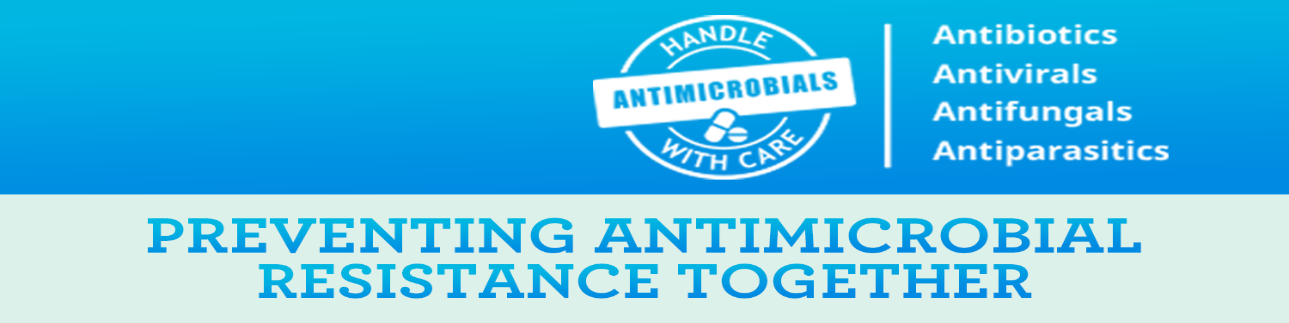 HANDLE
ANTIMICROBIALS
WITH CARE
Antibiotics
Antivirals
Antifungals
Antiparasitics
PREVENTING ANTIMICROBIAL
RESISTANCE TOGETHER